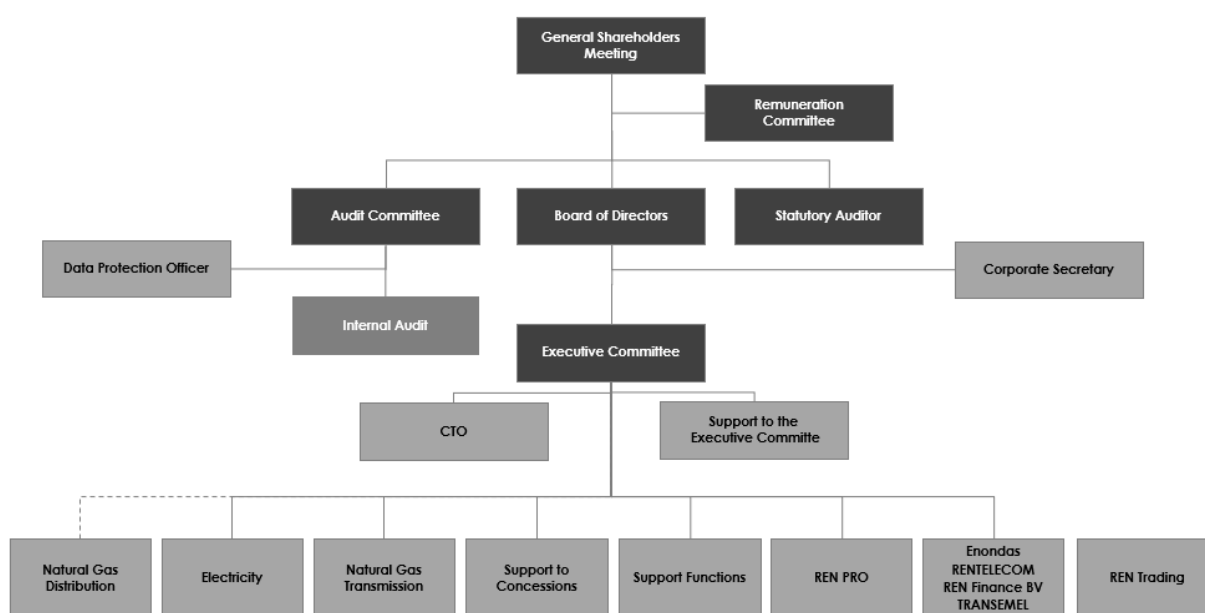 General Shareholders
Meeting
Remuneration
Committee
Audit Committee
Board of Directors
Statutory Auditor
Data Protection Officer
Corporate Secretary
Internal Audit
Executive Committee
CTO
Support to the
Executive Committe
Natural Gas
Distribution
Electricity
Natural Gas
Transmission
Support to
Concessions
Support Functions
REN PRO
Enondas
RENTELECOM
REN Finance BV
TRANSEMEL
REN Trading